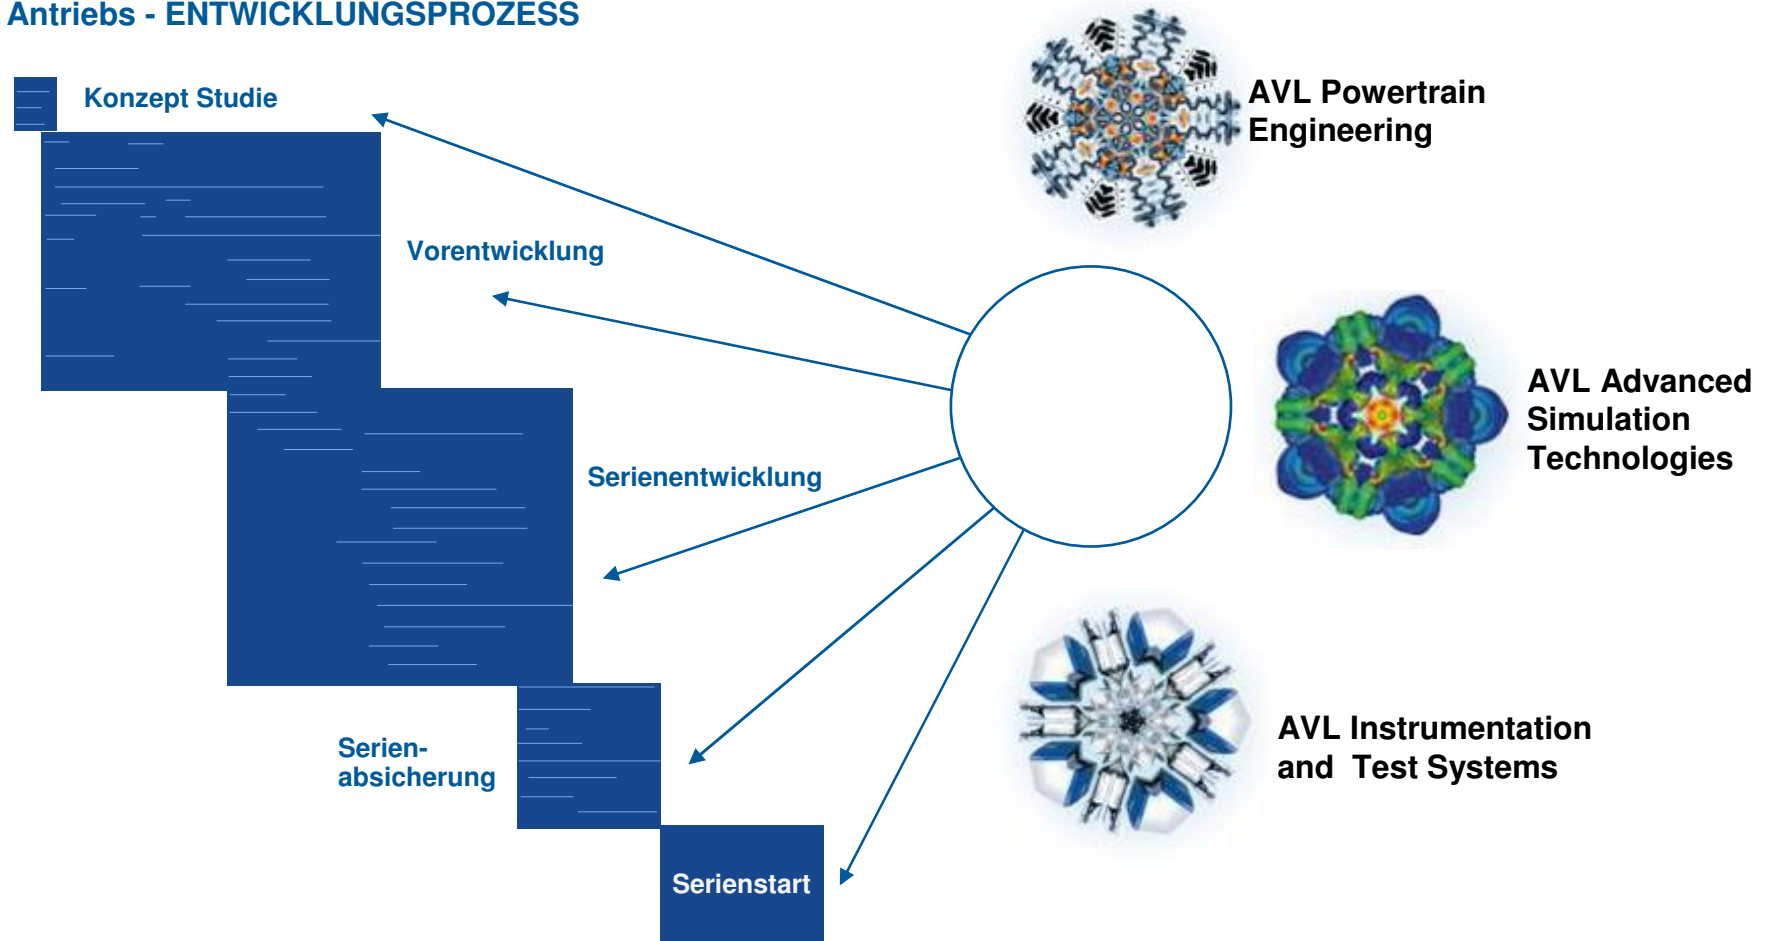 Antriebs - ENTWICKLUNGSPROZESS
Konzept Studie
Vorentwicklung
Serienentwicklung
Serien-
absicherung
Serienstart
AVL Powertrain
Engineering
AVL Advanced
Simulation
Technologies
AVL Instrumentation
and Test Systems